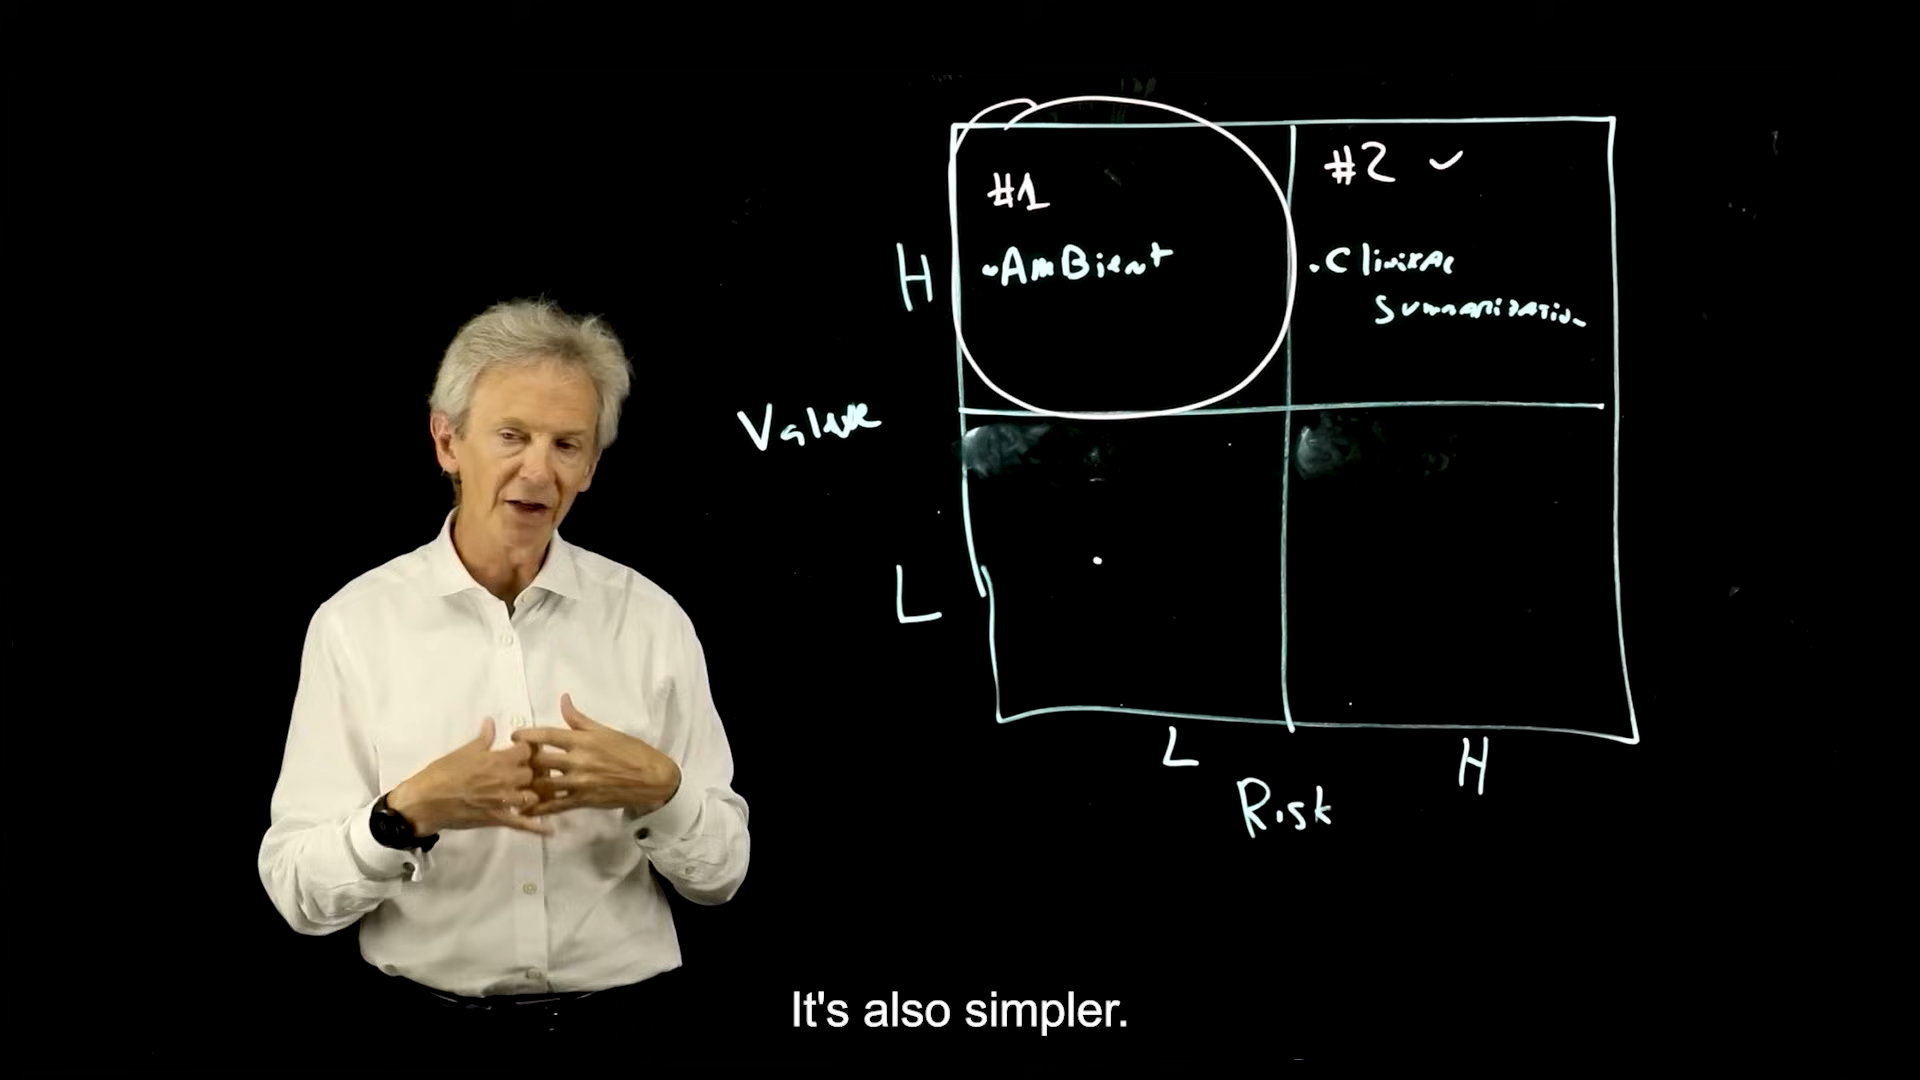 #1
#2
H
AmBient
Clinical
Summarization
Value
L
L
H
Risk
It's also simpler.